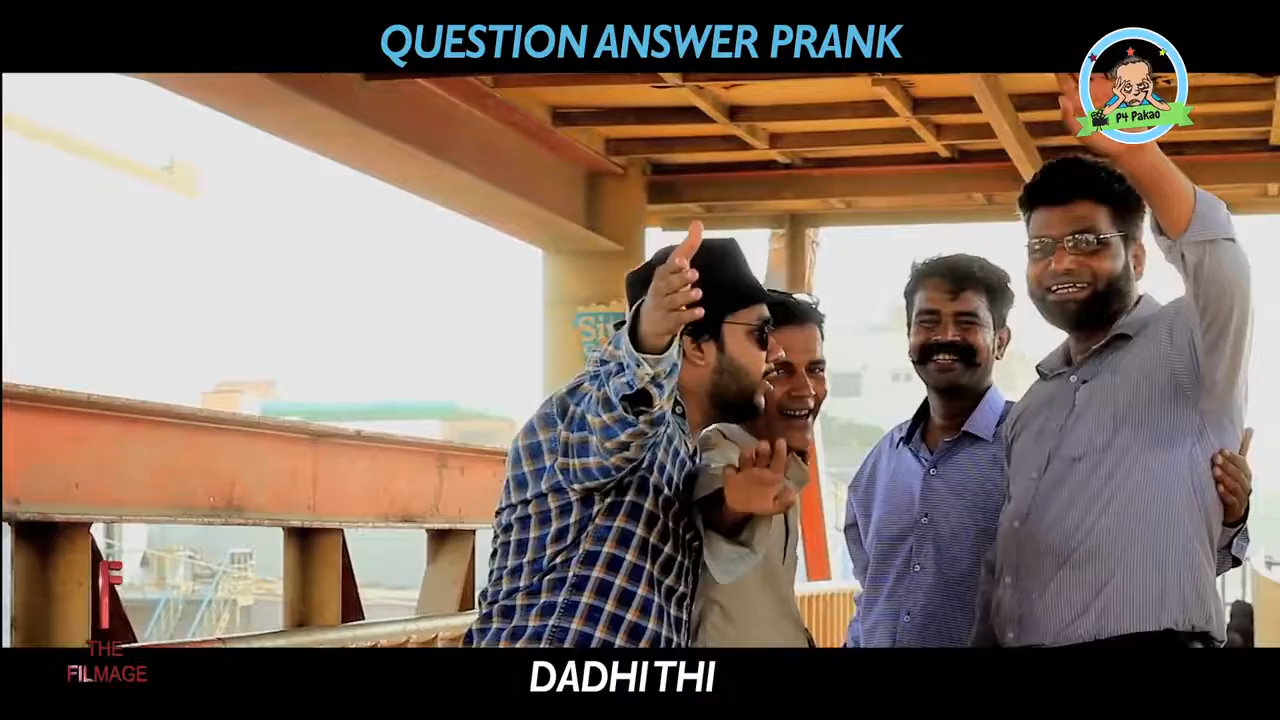 QUESTION ANSWER PRANK
P4 Pakao
THE
FILMAGE
DADHI THI